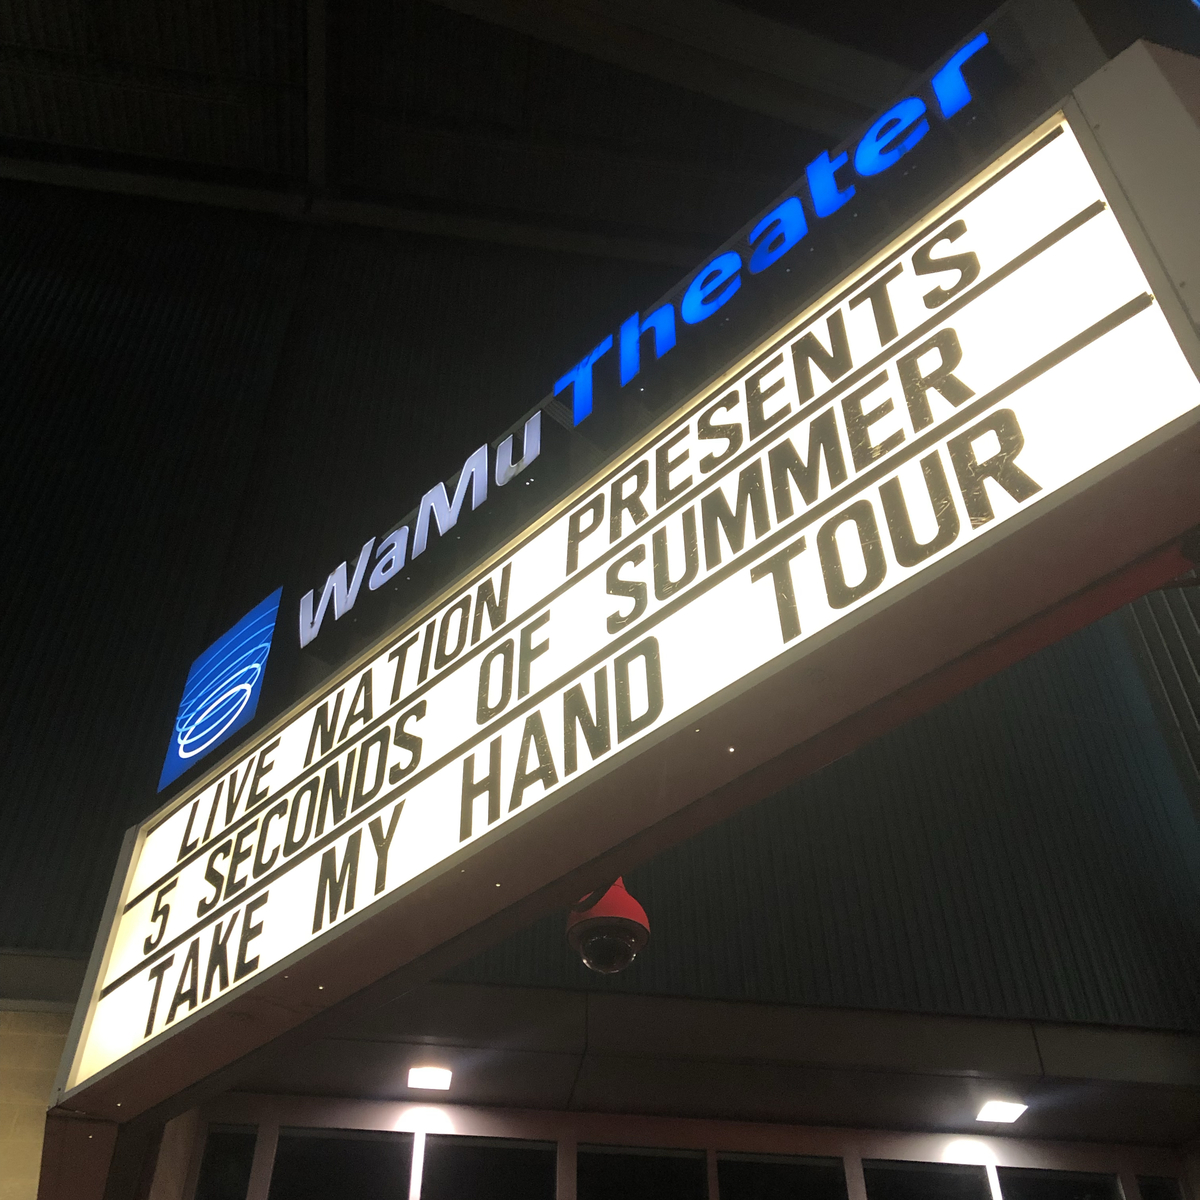 WaMu Theater
LIVE NATION PRESENTS
5 SECONDS OF SUMMER
TAKE MY HAND TOUR